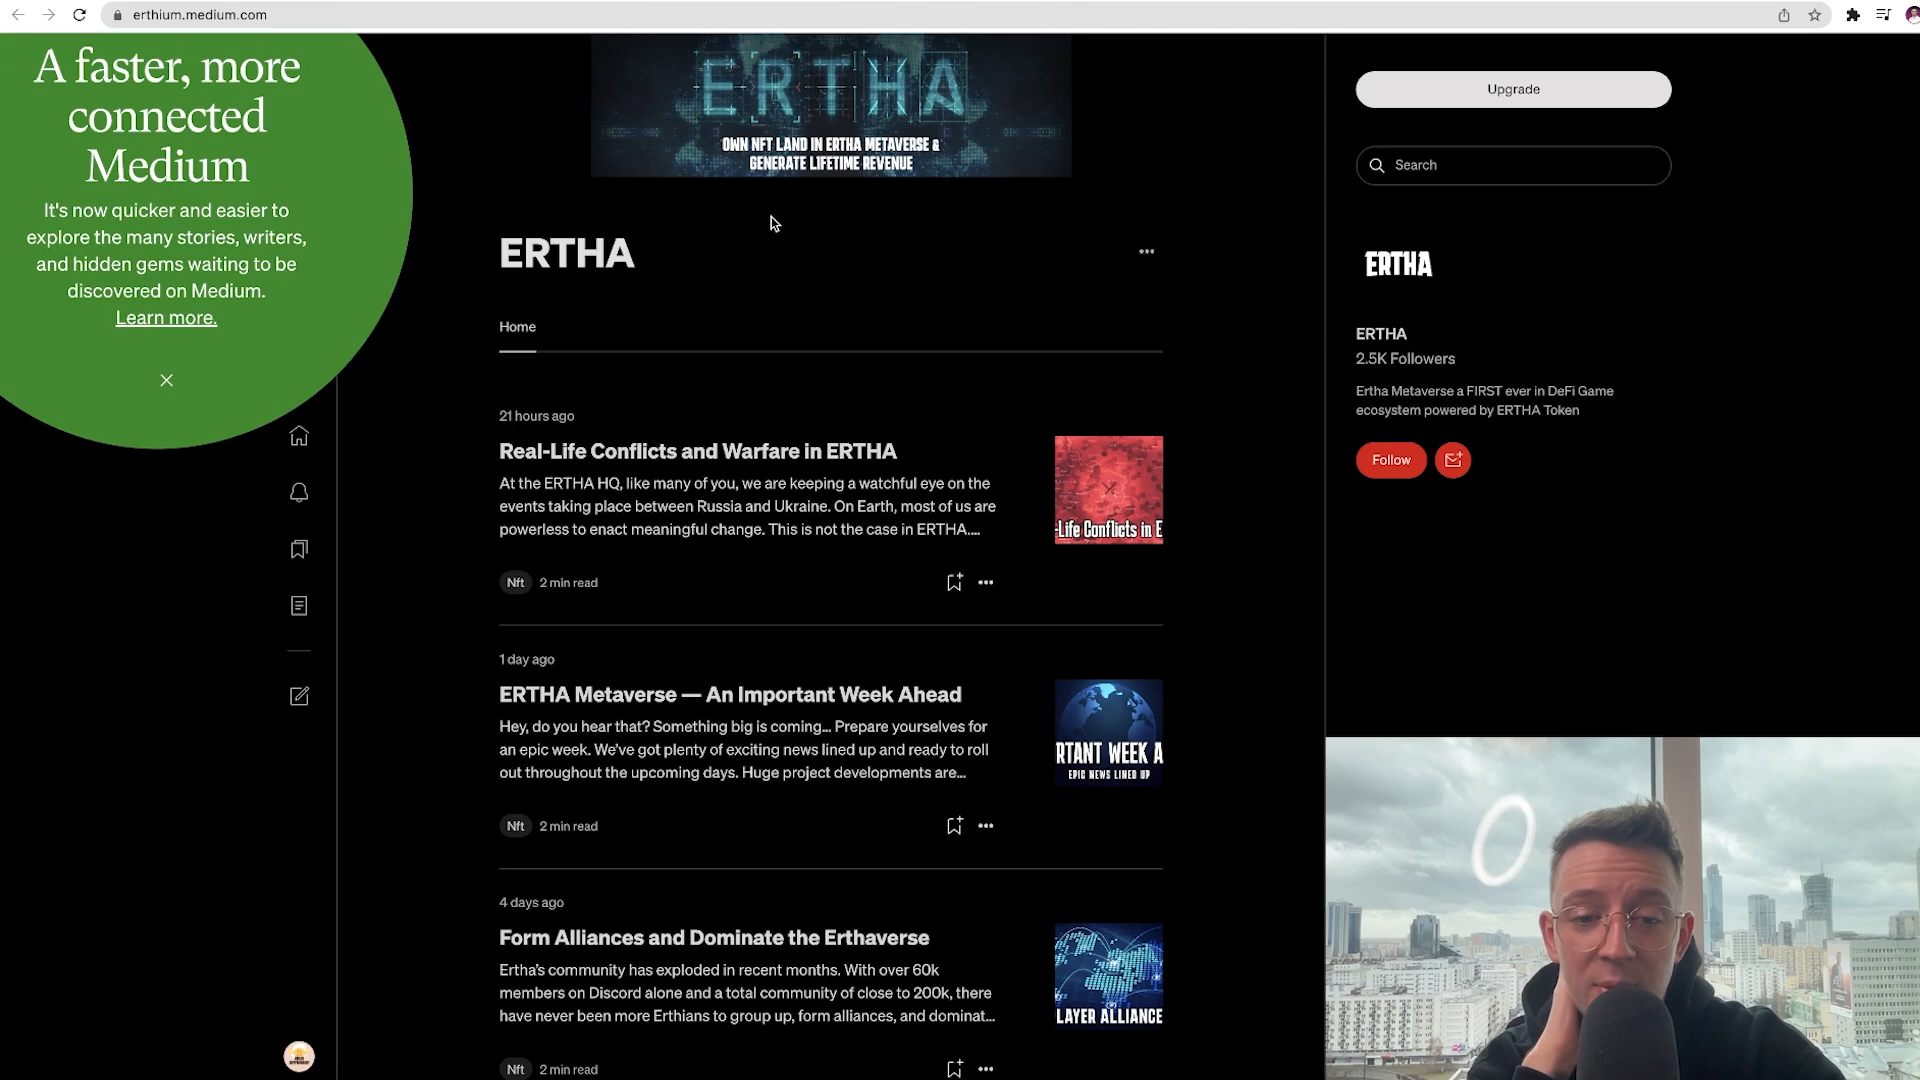 erthium.medium.com
A faster, more
connected
Medium
It's now quicker and easier to
explore the many stories, writers,
and hidden gems waiting to be
discovered on Medium.
Learn more.
ERTHA
OWN NFT LAND IN ERTHA METAVERSE &
GENERATE LIFETIME REVENUE
ERTHA
Home
21 hours ago
Real-Life Conflicts and Warfare in ERTHA
At the ERTHA HQ, like many of you, we are keeping a watchful eye on the
events taking place between Russia and Ukraine. On Earth, most of us are
powerless to enact meaningful change. This is not the case in ERTHA....
-Life Conflicts in E
Nft 2 min read
1 day ago
ERTHA Metaverse — An Important Week Ahead
Hey, do you hear that? Something big is coming... Prepare yourselves for
an epic week. We've got plenty of exciting news lined up and ready to roll
out throughout the upcoming days. Huge project developments are...
RTANT WEEK A
EPIC NEWS LINED UP
Nft 2 min read
4 days ago
Form Alliances and Dominate the Erthaverse
Ertha's community has exploded in recent months. With over 60k
members on Discord alone and a total community of close to 200k, there
have never been more Erthians to group up, form alliances, and dominat...
LAYER ALLIANCE
Nft 2 min read
Upgrade
Search
ERTHA
ERTHA
2.5K Followers
Ertha Metaverse a FIRST ever in DeFi Game
ecosystem powered by ERTHA Token
Follow